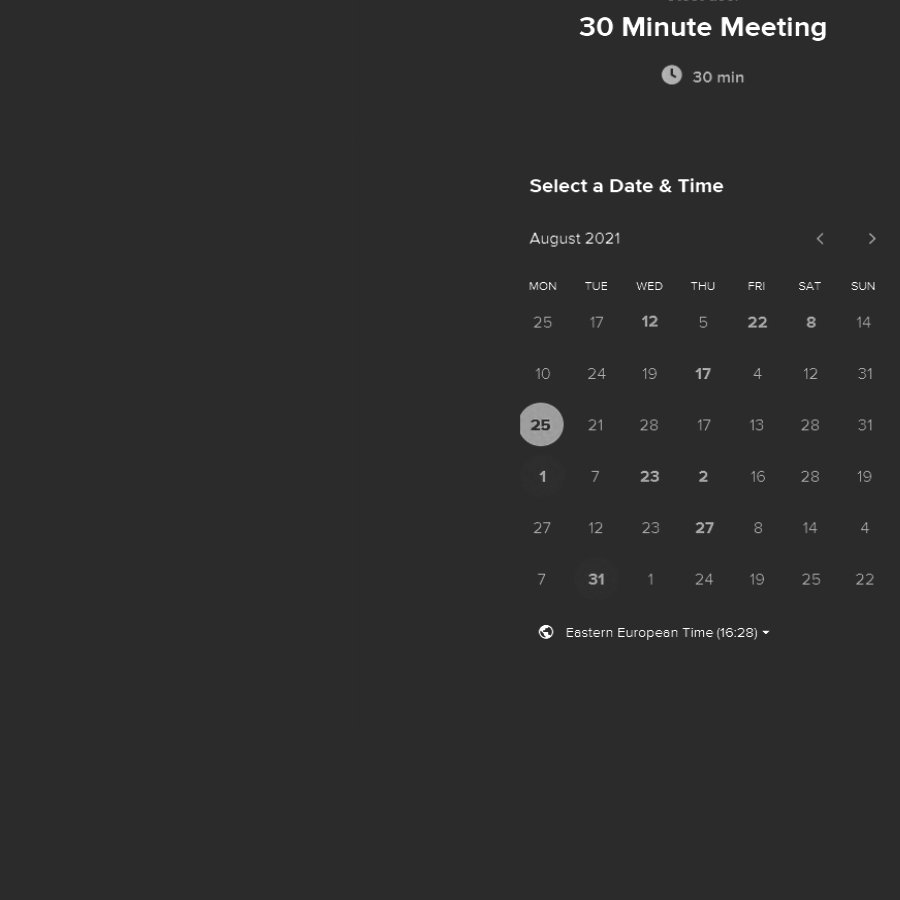 30 Minute Meeting
30 min
Select a Date & Time
August 2021
MON TUE WED THU FRI SAT SUN
25 17 12 5 22 8 14
10 24 19 17 4 12 31
25 21 28 17 13 28 31
1 7 23 2 16 28 19
27 12 23 27 8 14 4
7 31 1 24 19 25 22
Eastern European Time (16:28)